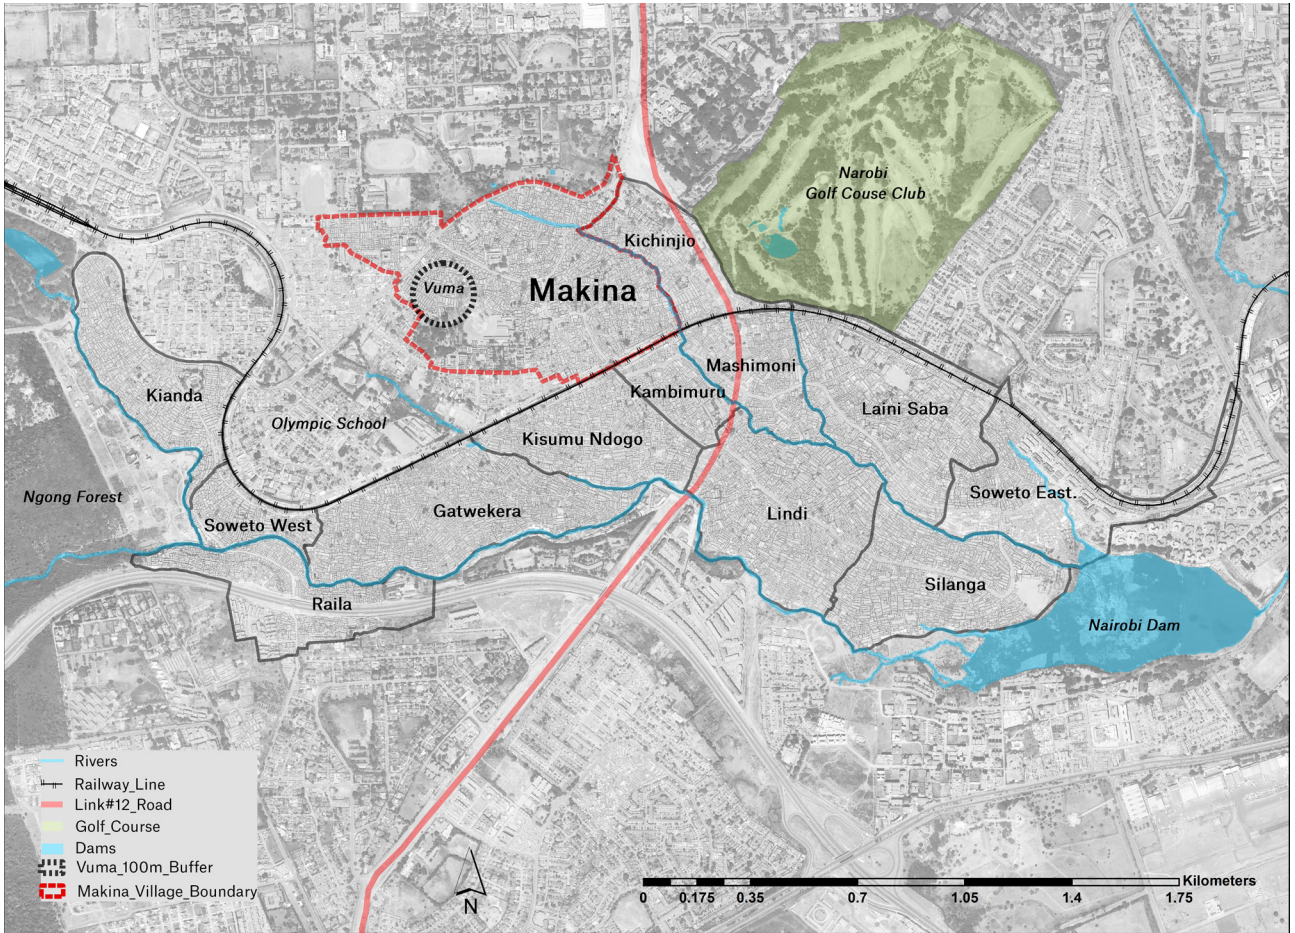 Narobi
Golf Couse Club
Kichinjio
Vuma
Makina
Mashimoni
Kianda
Kambimuru
Laini Saba
Olympic School
Kisumu Ndogo
Ngong Forest
Soweto East.
Soweto West
Gatwekera
Lindi
Silanga
Raila
Nairobi Dam
Rivers
Railway_Line
Link#12_Road
Golf_Course
Dams
Vuma_100m_Buffer
Makina_Village_Boundary
N
Kilometers
0 0.175 0.35 0.7 1.05 1.4 1.75